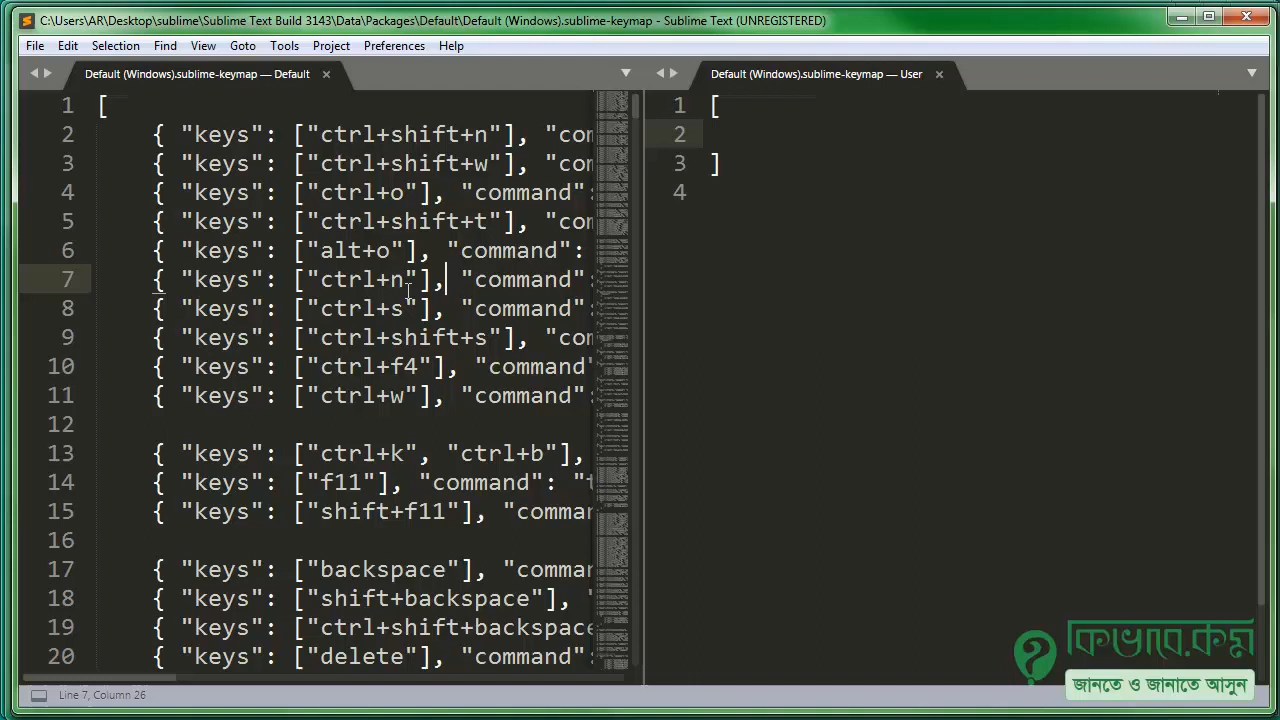 C:\Users\AR\Desktop\sublime\Sublime Text Build 3143\Data\Packages\Default\Default (Windows).sublime-keymap - Sublime Text (UNREGISTERED)
File Edit Selection Find View Goto Tools Project Preferences Help
Default (Windows).sublime-keymap — Default
Default (Windows).sublime-keymap — User
1 [
2 { "keys": ["ctrl+shift+n"], "con
3 { "keys": ["ctrl+shift+w"], "con
4 { "keys": ["ctrl+o"], "command":
5 { "keys": ["ctrl+shift+t"], "con
6 { "keys": ["alt+o"], "command":
7 { "keys": ["ctrl+n"], "command":
8 { "keys": ["ctrl+s"], "command":
9 { "keys": ["ctrl+shift+s"], "con
10 { "keys": ["ctrl+f4"], "command"
11 { "keys": ["ctrl+w"], "command":
12
13 { "keys": ["ctrl+k", "ctrl+b"],
14 { "keys": ["f11"], "command": "t
15 { "keys": ["shift+f11"], "comman
16
17 { "keys": ["backspace"], "comman
18 { "keys": ["shift+backspace"], "
19 { "keys": ["ctrl+shift+backspace
20 { "keys": ["delete"], "command":
1 [
2
3 ]
4
কিভাবে.কম
জানতে ও জানাতে আসুন
Line 7, Column 26